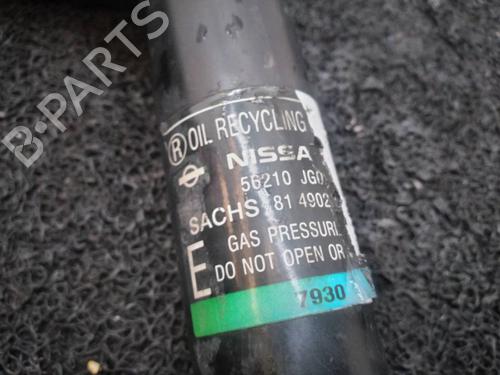 B-PARTS
® OIL RECYCLING
NISSA
56210 JG0
SACHS 81 4902
E
GAS PRESSURI
DO NOT OPEN OR
7930